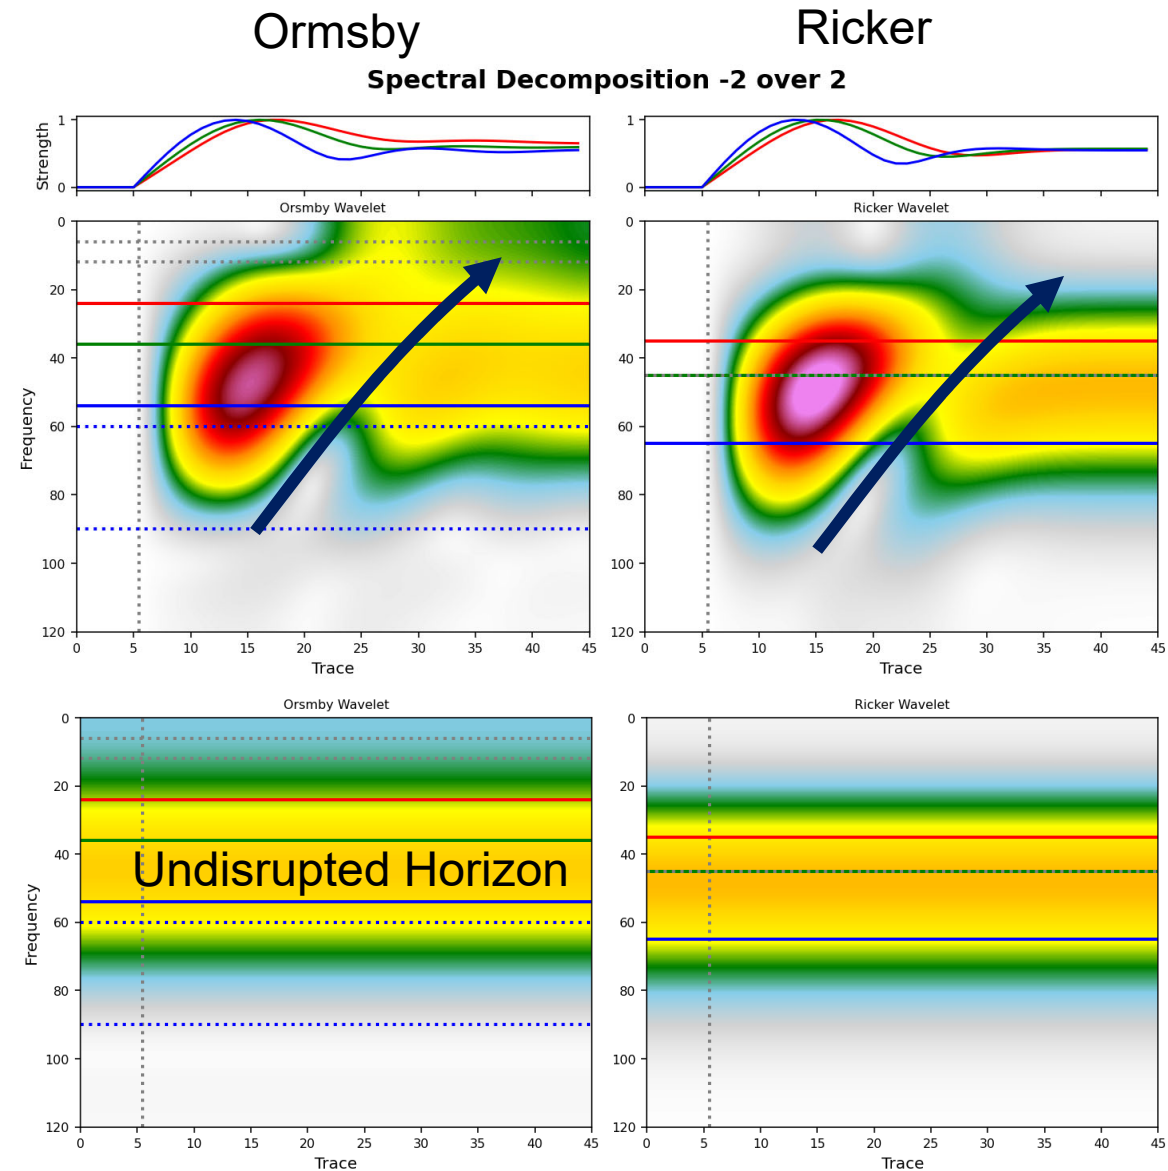 Ormsby
Ricker
Spectral Decomposition -2 over 2
1
0
Strength
1
0
Orsmby Wavelet
0
20
40
60
80
100
120
Frequency
0 5 10 15 20 25 30 35 40 45
Trace
Ricker Wavelet
0
20
40
60
80
100
120
0 5 10 15 20 25 30 35 40 45
Trace
Orsmby Wavelet
0
20
40
60
80
100
120
Frequency
Undisrupted Horizon
0 5 10 15 20 25 30 35 40 45
Trace
Ricker Wavelet
0
20
40
60
80
100
120
0 5 10 15 20 25 30 35 40 45
Trace